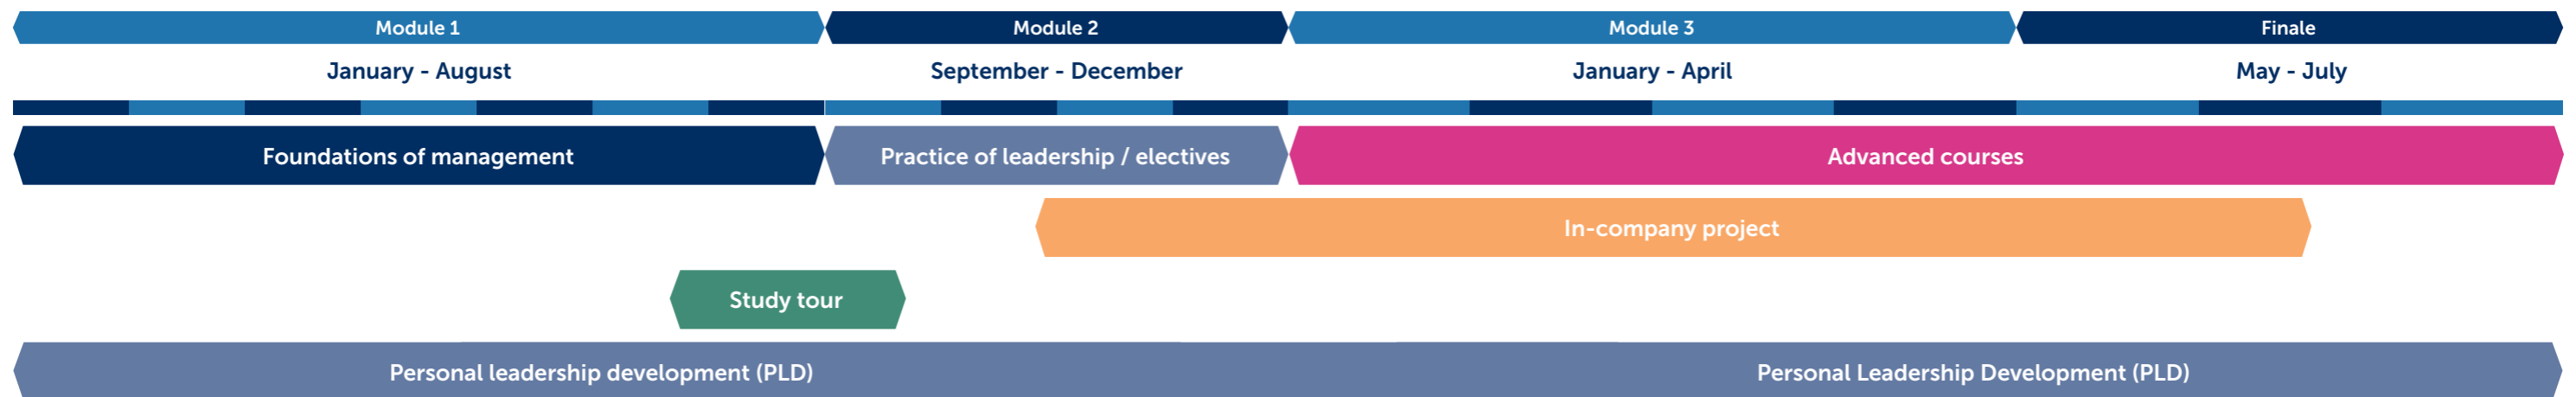 Module 1
Module 2
Module 3
Finale
January - August
September - December
January - April
May - July
Foundations of management
Practice of leadership / electives
Advanced courses
In-company project
Study tour
Personal leadership development (PLD)
Personal Leadership Development (PLD)